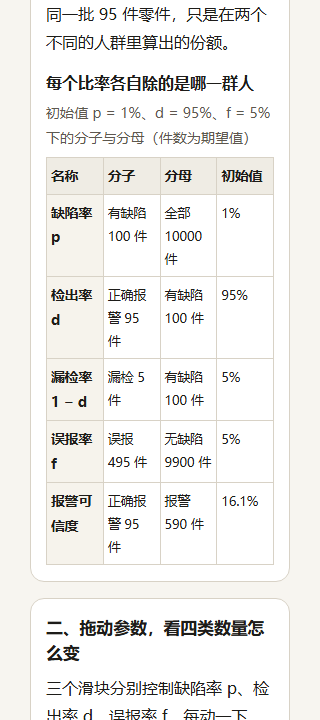 同一批 95 件零件，只是在两个
不同的人群里算出的份额。
每个比率各自除的是哪一群人
初始值 p = 1%、d = 95%、f = 5%
下的分子与分母（件数为期望值）
名称 分子 分母 初始值
缺陷率 p 有缺陷 100 件 全部 10000 件 1%
检出率 d 正确报警 95 件 有缺陷 100 件 95%
漏检率 1 − d 漏检 5 件 有缺陷 100 件 5%
误报率 f 误报 495 件 无缺陷 9900 件 5%
报警可信度 正确报警 95 件 报警 590 件 16.1%
二、拖动参数，看四类数量怎
么变
三个滑块分别控制缺陷率 p、检
出率 d、误报率 f，每动一下